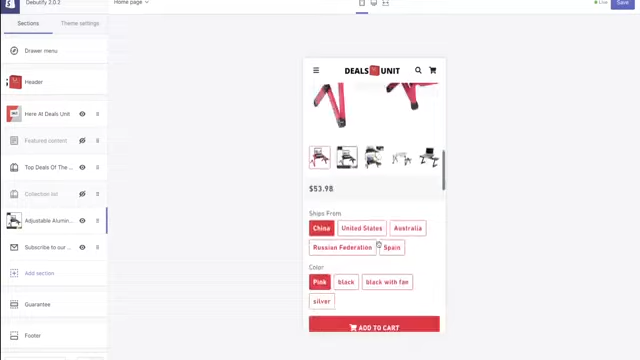 Debutify 2.0.2
Home page
Live
Save
Sections
Theme settings
Drawer menu
Header
Here At Deals Unit
Featured content
Top Deals Of The ...
Collection list
Adjustable Alumin...
Subscribe to our ...
Add section
Guarantee
Footer
DEALS UNIT
$53.98
Ships From
China
United States
Australia
Russian Federation
Spain
Color
Pink
black
black with fan
silver
ADD TO CART